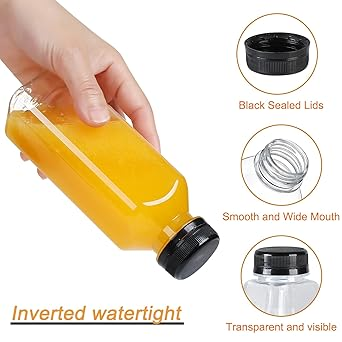 Black Sealed Lids
Smooth and Wide Mouth
Inverted watertight
Transparent and visible